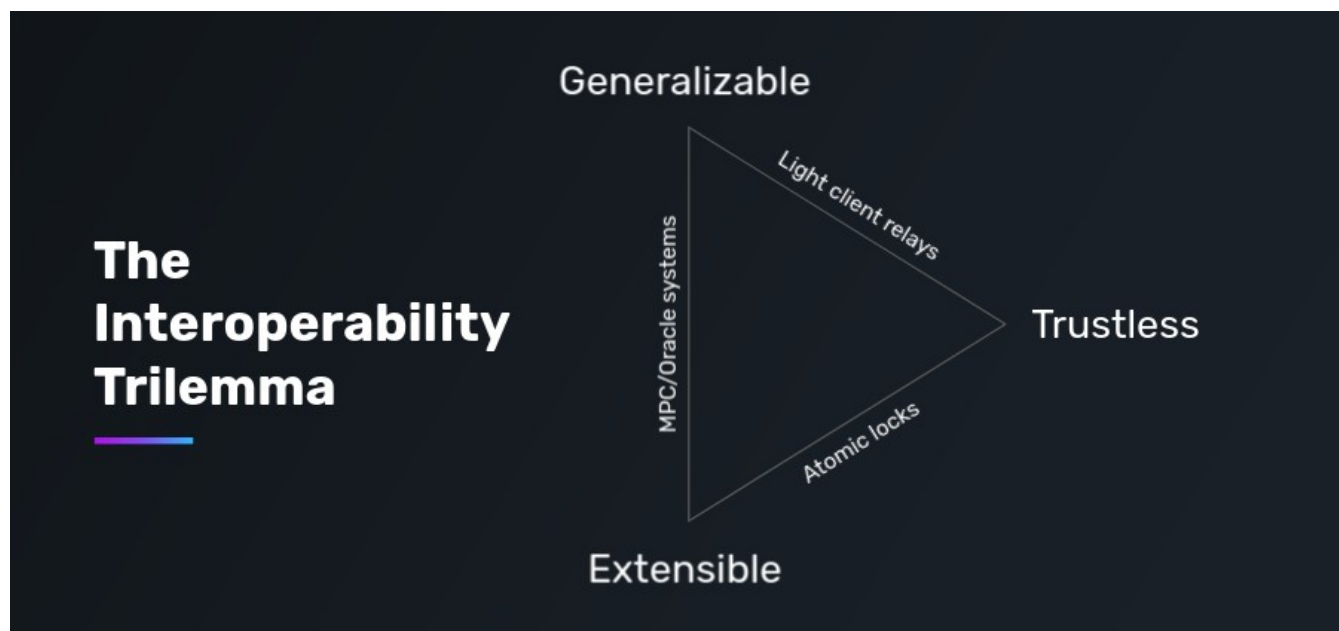 Generalizable
Light client relays
MPC/Oracle systems
The
Interoperability
Trilemma
Trustless
Atomic locks
Extensible